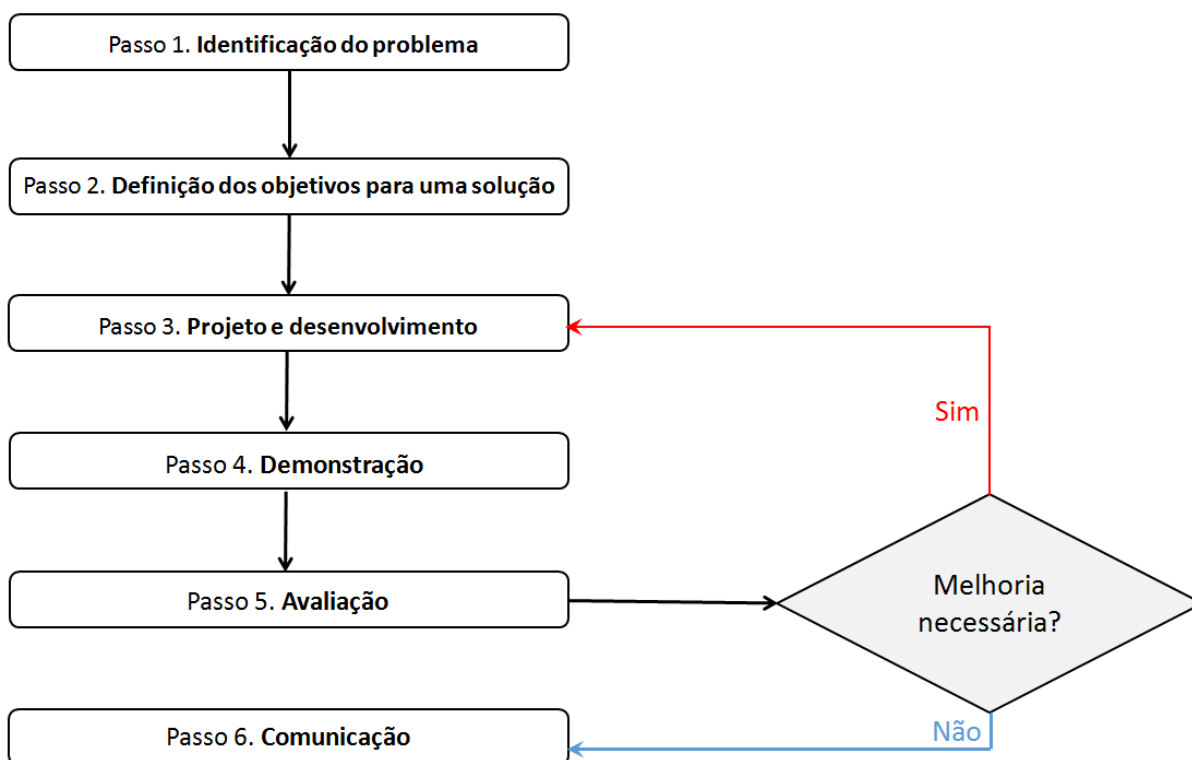 Passo 1. Identificação do problema
Passo 2. Definição dos objetivos para uma solução
Passo 3. Projeto e desenvolvimento
Sim
Passo 4. Demonstração
Passo 5. Avaliação
Melhoria
necessária?
Não
Passo 6. Comunicação